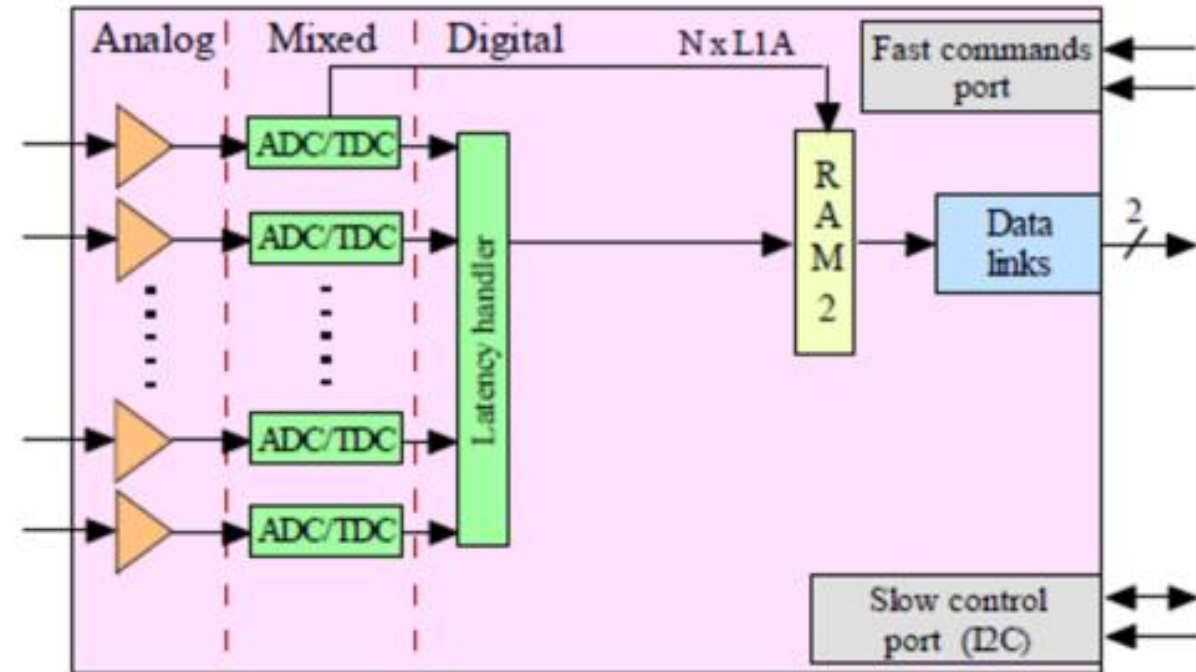 Analog Mixed Digital
N x L1A
Fast commands
port
ADC/TDC
ADC/TDC
ADC/TDC
ADC/TDC
Latency handler
R
A
M
2
Data
links
2
Slow control
port (I2C)